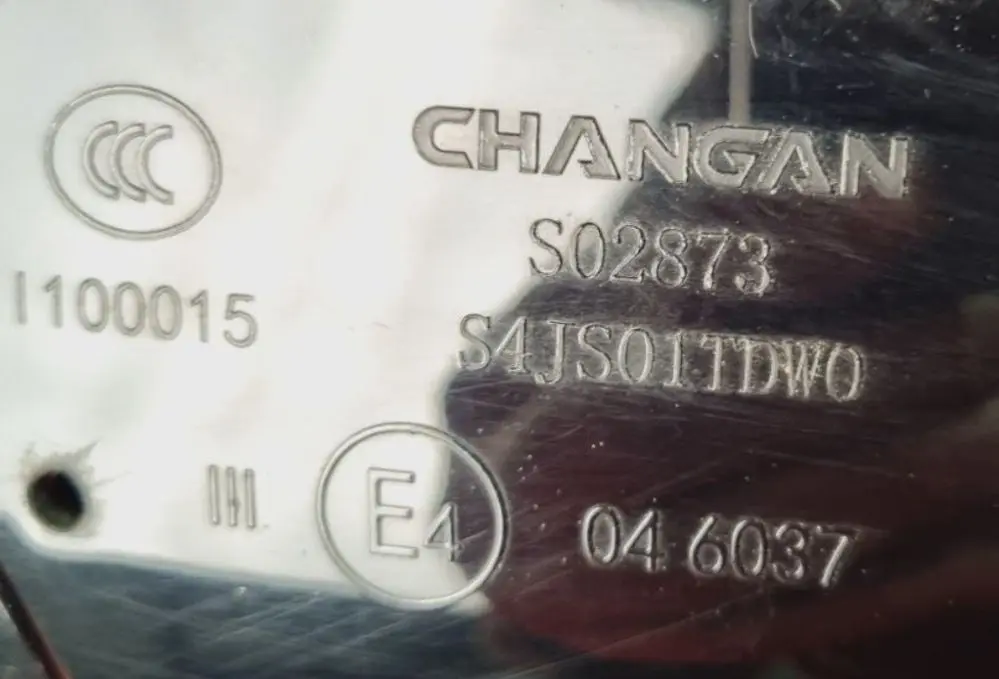 CCC
CHANGAN
S02873
I100015
S4JS01TDW0
III E4 04 6037